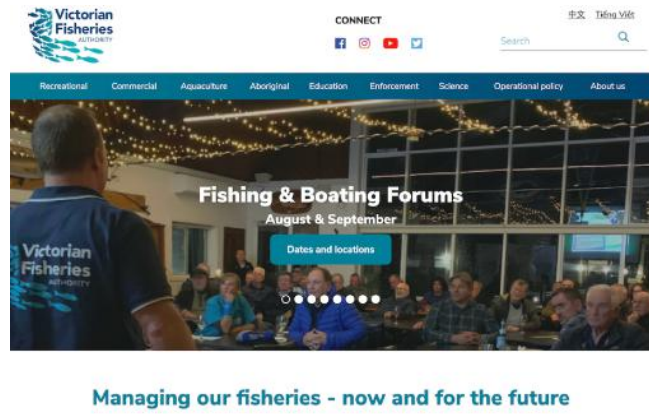 Victorian
Fisheries
AUTHORITY
CONNECT
中文 Tiếng Việt
Search
Recreational Commercial Aquaculture Aboriginal Education Enforcement Science Operational policy About us
Fishing & Boating Forums
August & September
Dates and locations
Victorian
Fisheries
AUTHORITY
Managing our fisheries - now and for the future